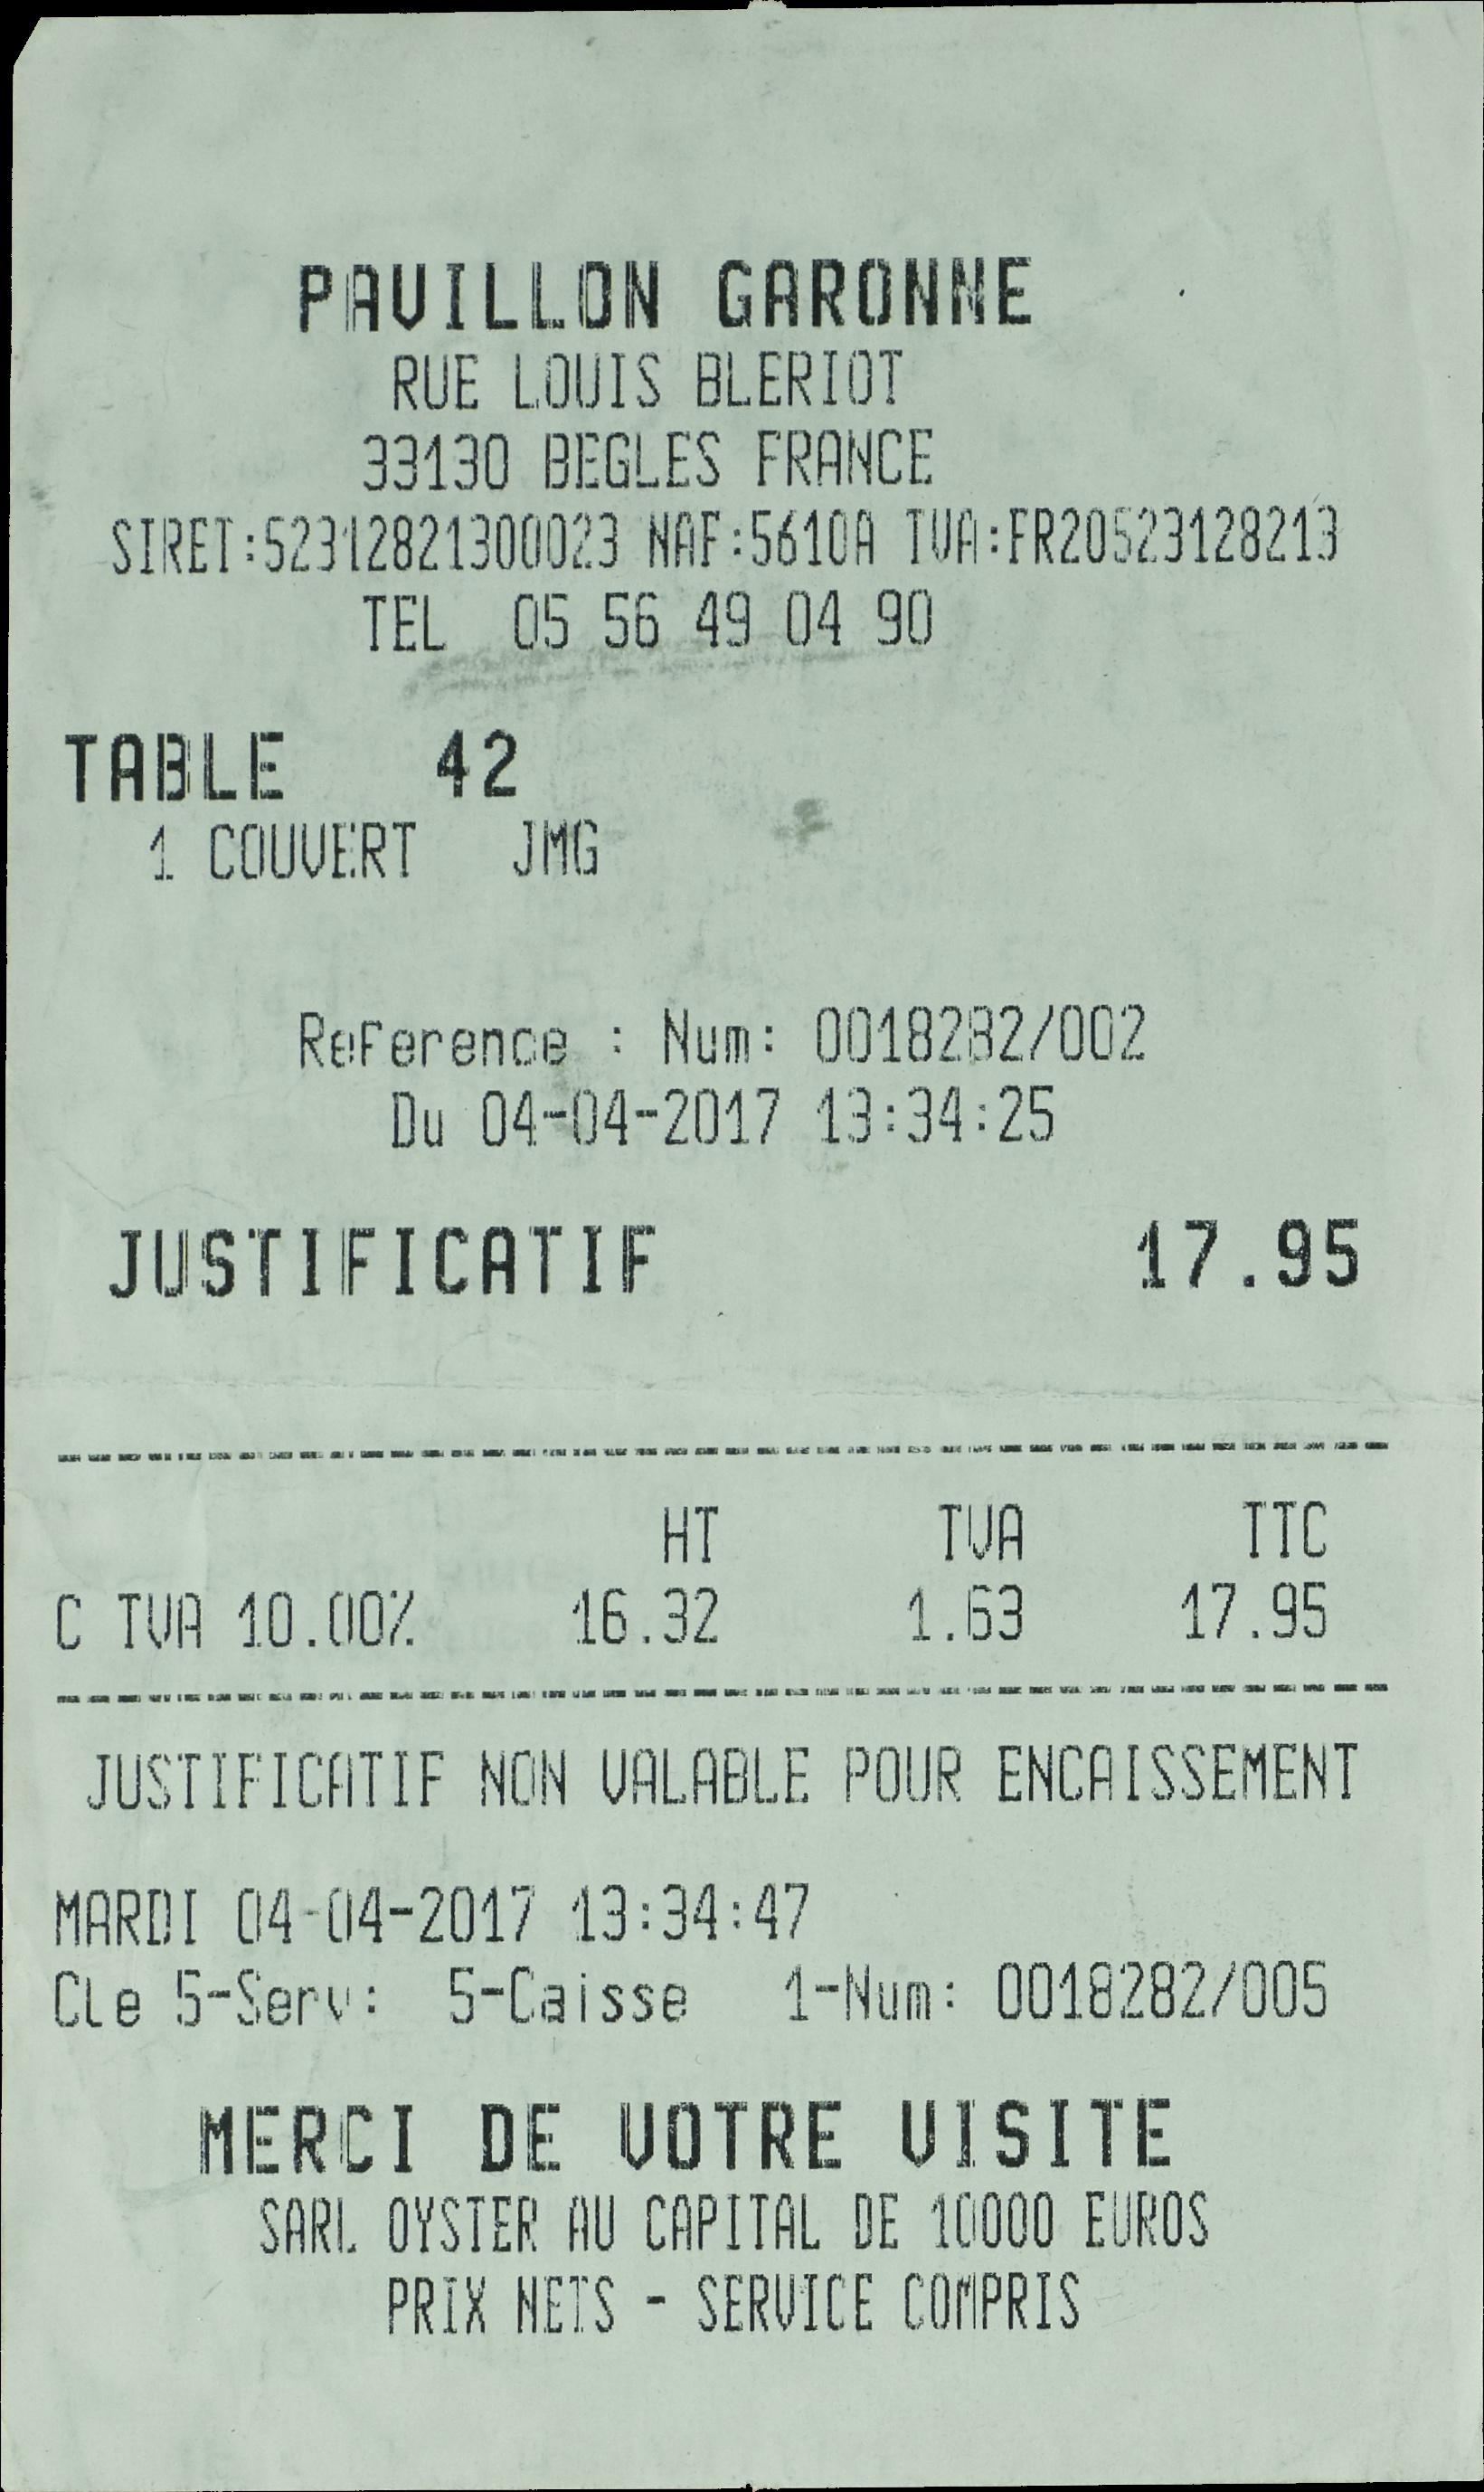 PAVILLON GARONNE
RUE LOUIS BLERIOT
33130 BEGLES FRANCE
SIRET:52312821300023 NAF:5610A TVA:FR20523128213
TEL 05 56 49 04 90
TABLE 42
1 COUVERT JMG
Reference : Num: 0018282/002
Du 04-04-2017 13:34:25
JUSTIFICATIF 17.95
HT TVA TTC
C TVA 10.00% 16.32 1.63 17.95
JUSTIFICATIF NON VALABLE POUR ENCAISSEMENT
MARDI 04-04-2017 13:34:47
Cle 5-Serv: 5-Caisse 1-Num: 0018282/005
MERCI DE VOTRE VISITE
SARL OYSTER AU CAPITAL DE 10000 EUROS
PRIX NETS - SERVICE COMPRIS